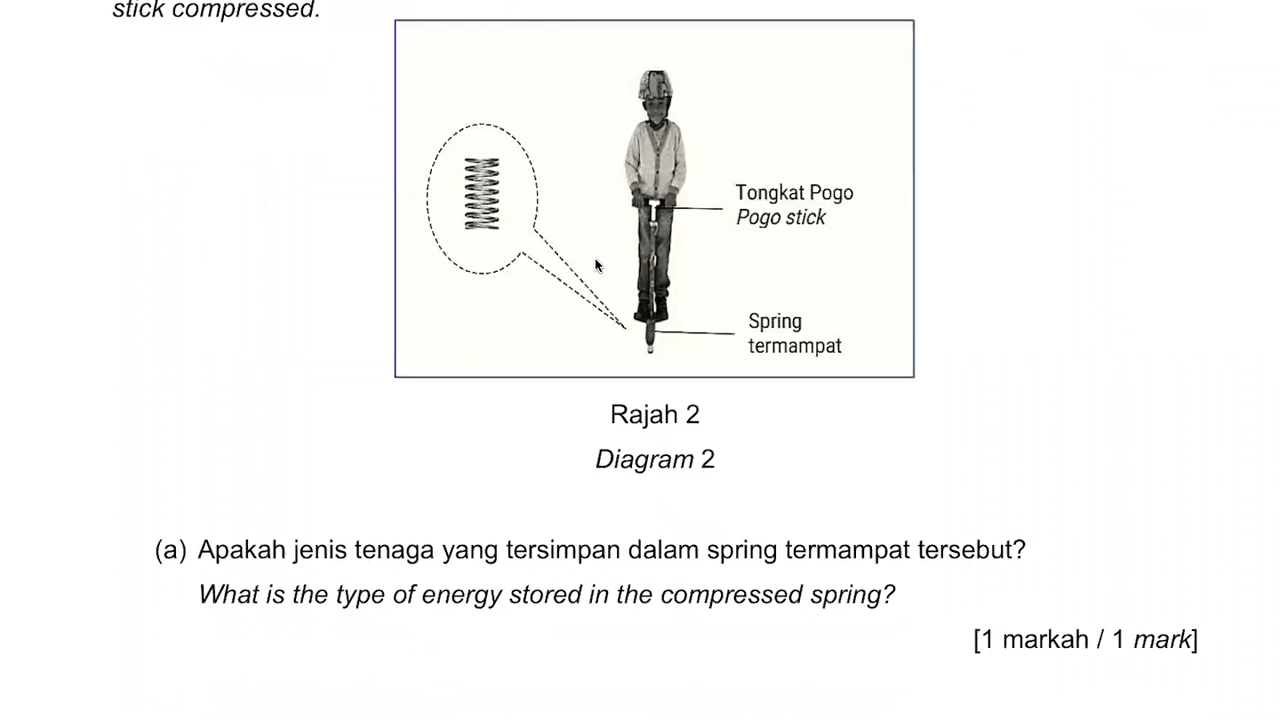 stick compressed.
Tongkat Pogo
Pogo stick
Spring
termampat
Rajah 2
Diagram 2
(a) Apakah jenis tenaga yang tersimpan dalam spring termampat tersebut?
What is the type of energy stored in the compressed spring?
[1 markah / 1 mark]